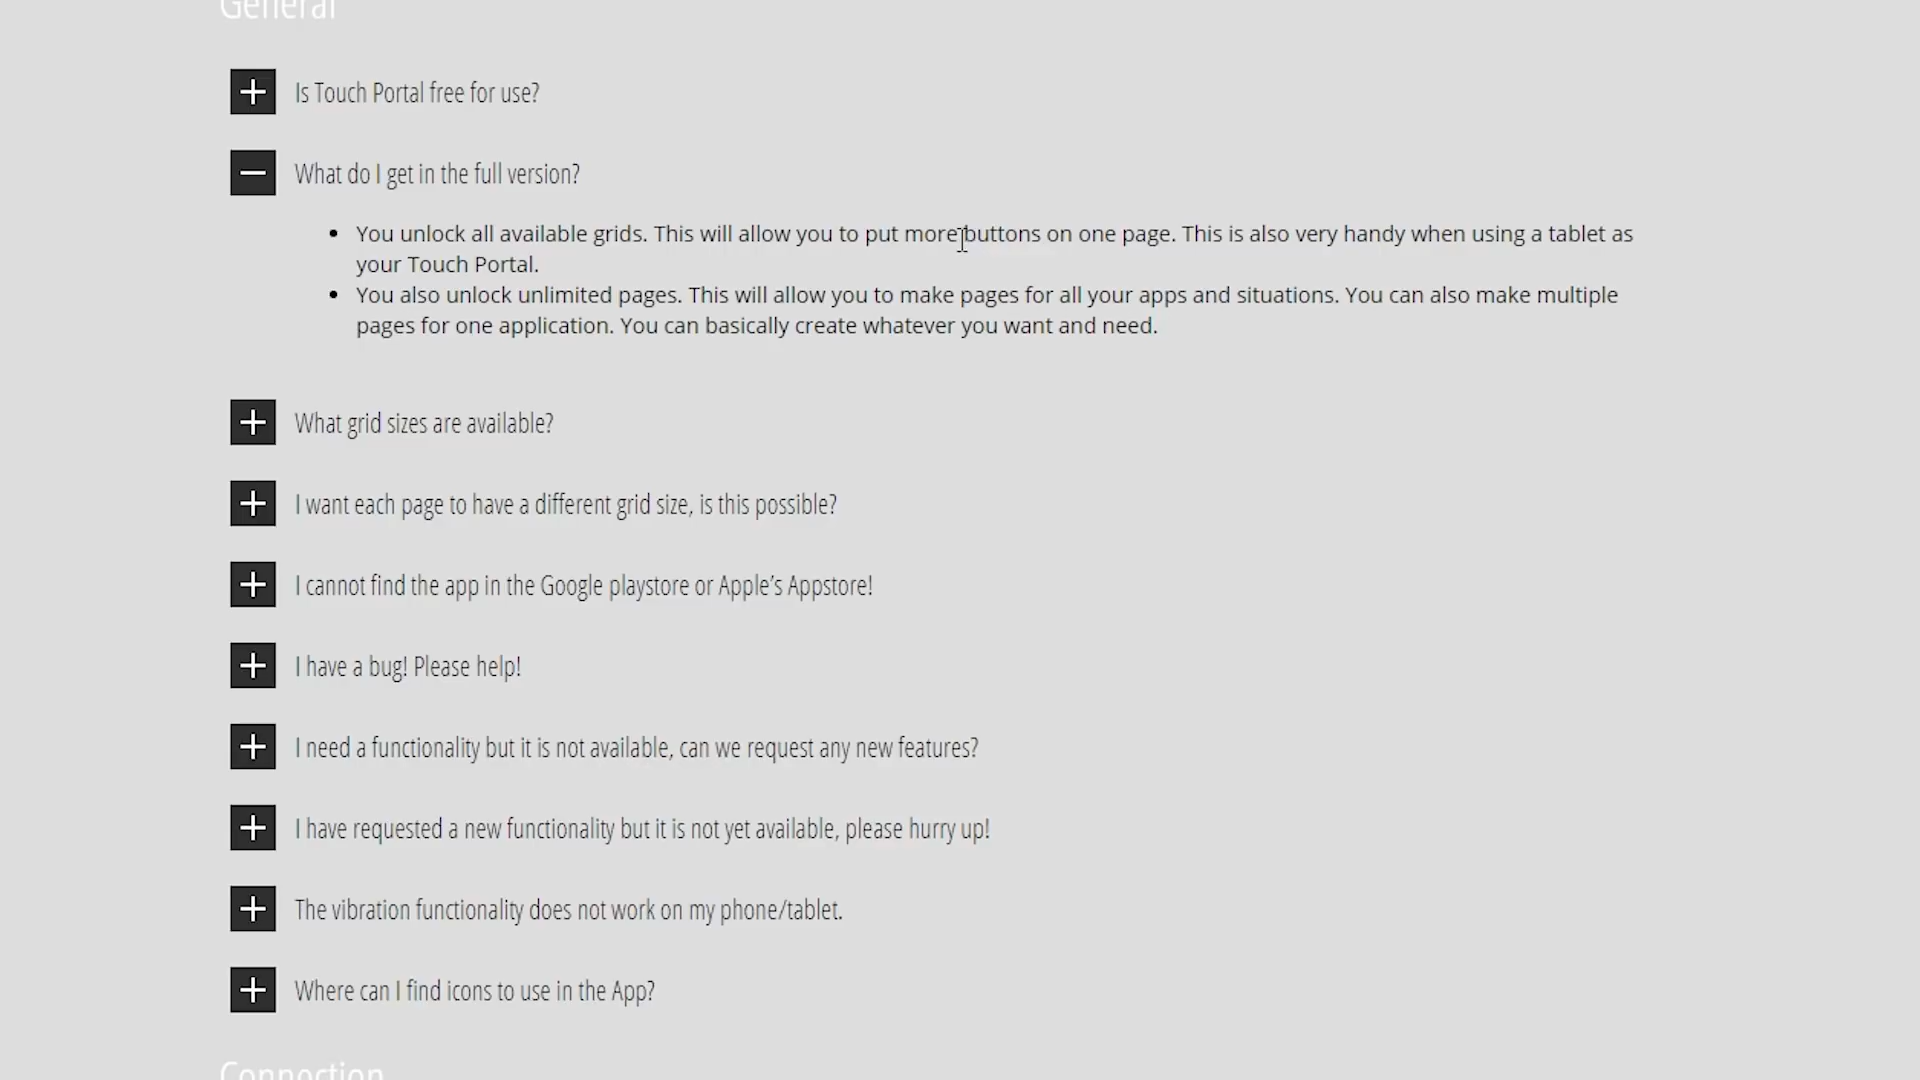 General
Is Touch Portal free for use?
What do I get in the full version?
You unlock all available grids. This will allow you to put more buttons on one page. This is also very handy when using a tablet as
your Touch Portal.
You also unlock unlimited pages. This will allow you to make pages for all your apps and situations. You can also make multiple
pages for one application. You can basically create whatever you want and need.
What grid sizes are available?
I want each page to have a different grid size, is this possible?
I cannot find the app in the Google playstore or Apple’s Appstore!
I have a bug! Please help!
I need a functionality but it is not available, can we request any new features?
I have requested a new functionality but it is not yet available, please hurry up!
The vibration functionality does not work on my phone/tablet.
Where can I find icons to use in the App?
Connection